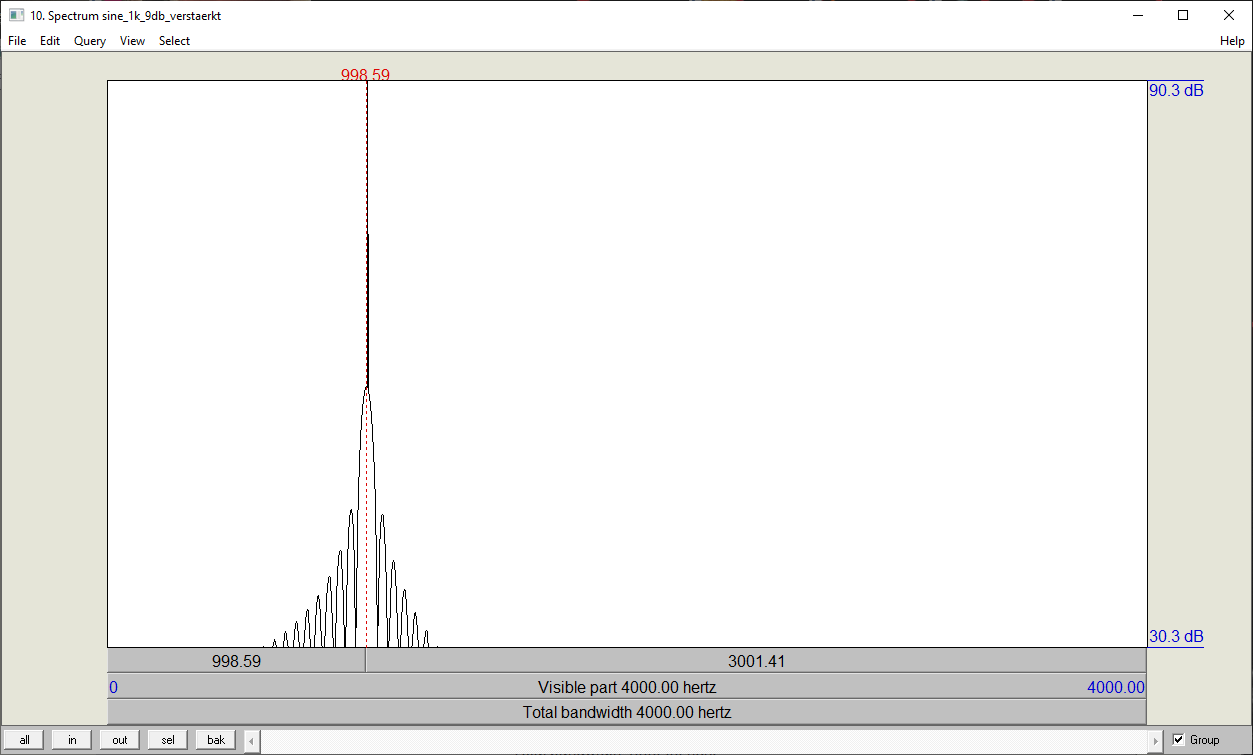 10. Spectrum sine_1k_9db_verstaerkt
File Edit Query View Select Help
998.59
90.3 dB
30.3 dB
998.59 3001.41
0 Visible part 4000.00 hertz 4000.00
Total bandwidth 4000.00 hertz
all in out sel bak Group